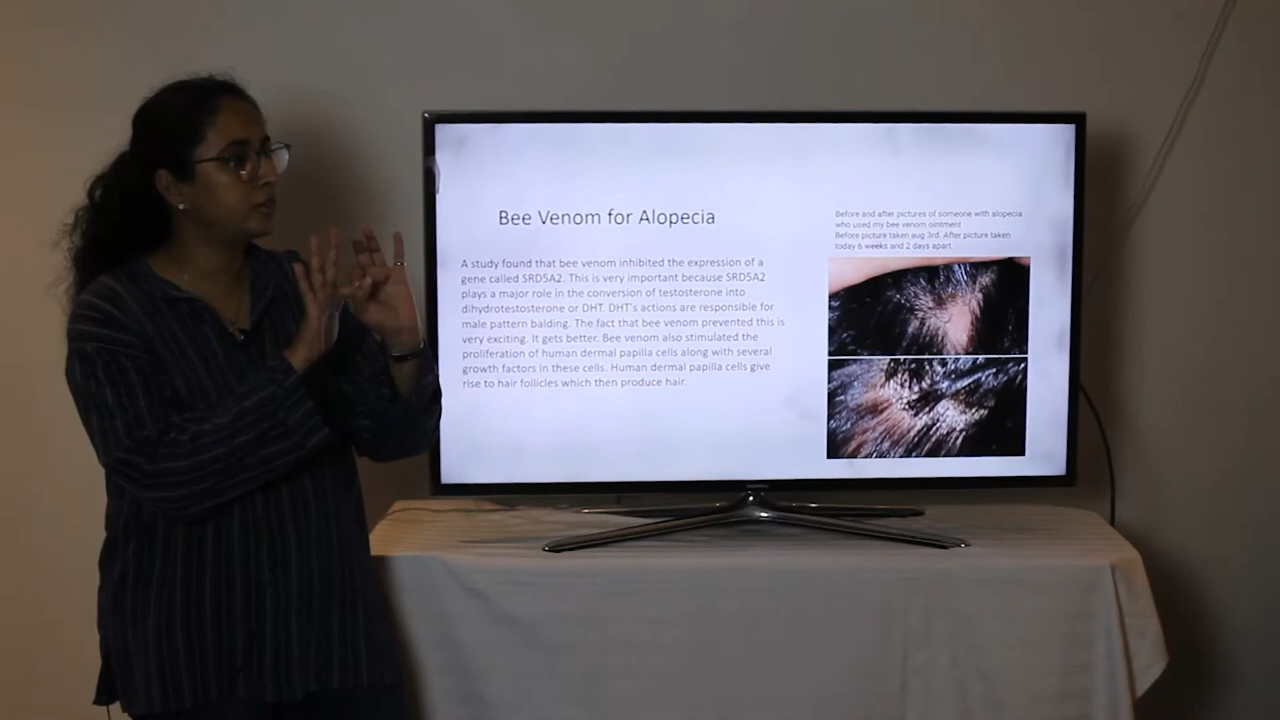 Bee Venom for Alopecia
A study found that bee venom inhibited the expression of a
gene called SRD5A2. This is very important because SRD5A2
plays a major role in the conversion of testosterone into
dihydrotestosterone or DHT. DHT's actions are responsible for
male pattern balding. The fact that bee venom prevented this is
very exciting. It gets better. Bee venom also stimulated the
proliferation of human dermal papilla cells along with several
growth factors in these cells. Human dermal papilla cells give
rise to hair follicles which then produce hair.
Before and after pictures of someone with alopecia
who used my bee venom ointment
Before picture taken aug 3rd. After picture taken
today 6 weeks and 2 days apart